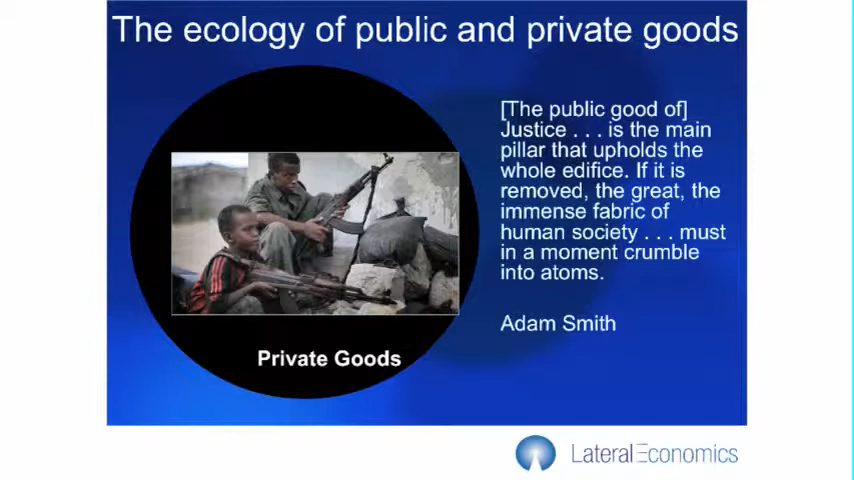 The ecology of public and private goods
[The public good of]
Justice . . . is the main
pillar that upholds the
whole edifice. If it is
removed, the great, the
immense fabric of
human society . . . must
in a moment crumble
into atoms.
Adam Smith
Private Goods
LateralEconomics